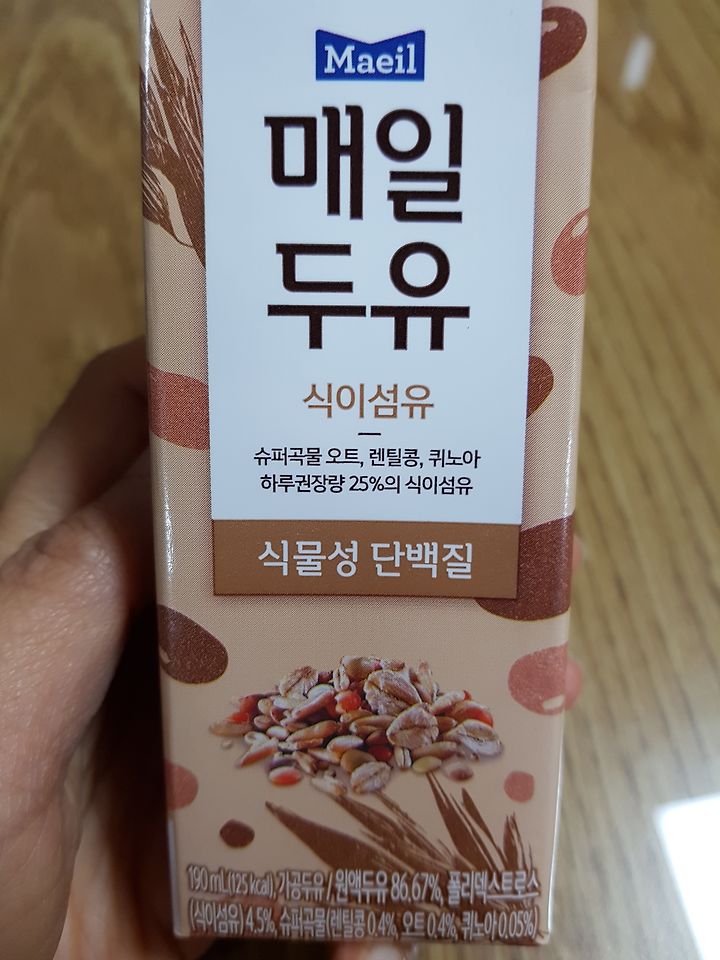 Maeil
매일
두유
식이섬유
슈퍼곡물 오트, 렌틸콩, 퀴노아
하루권장량 25%의 식이섬유
식물성 단백질
190 mL(125 kcal), 가공두유 / 원액두유 86.67%, 폴리덱스트로스
(식이섬유) 4.5%, 슈퍼곡물(렌틸콩 0.4%, 오트 0.4%, 퀴노아 0.05%)